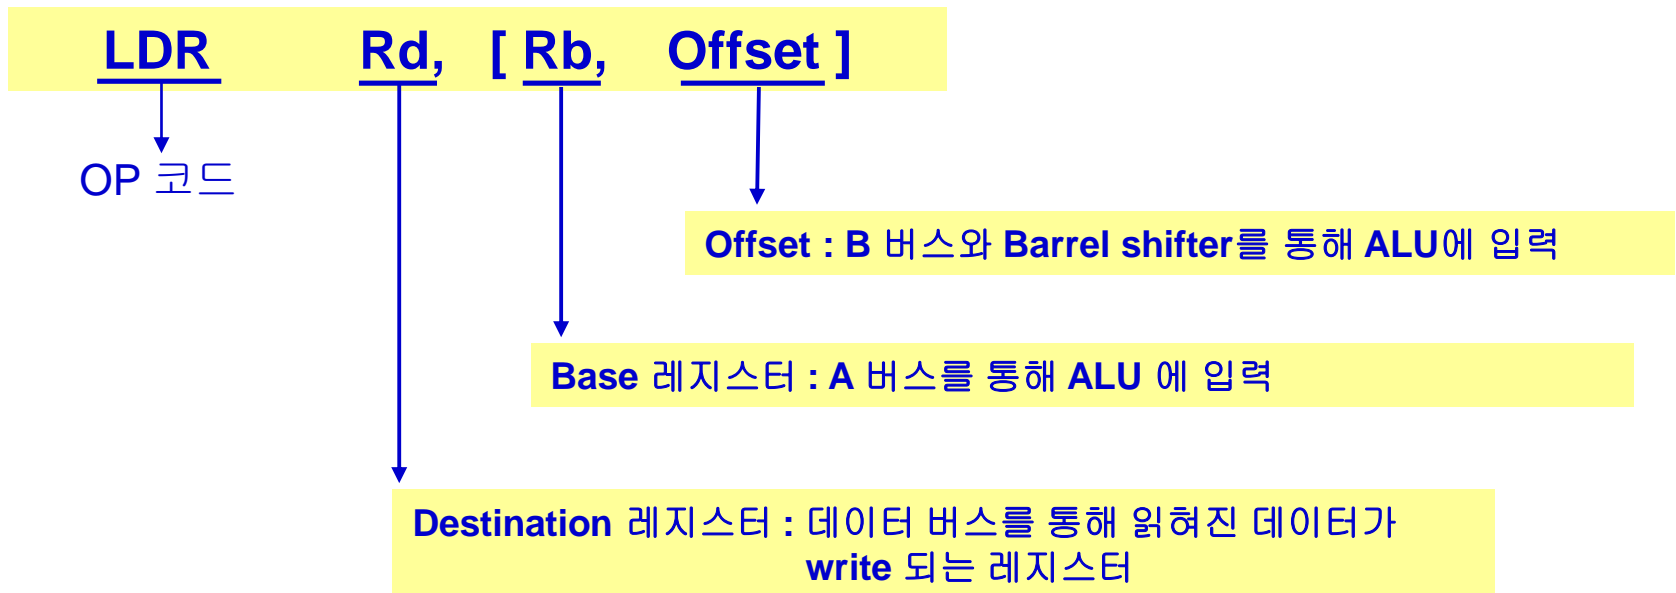 LDR Rd, [ Rb, Offset ]
OP 코드
Offset : B 버스와 Barrel shifter를 통해 ALU에 입력
Base 레지스터 : A 버스를 통해 ALU 에 입력
Destination 레지스터 : 데이터 버스를 통해 읽혀진 데이터가
write 되는 레지스터